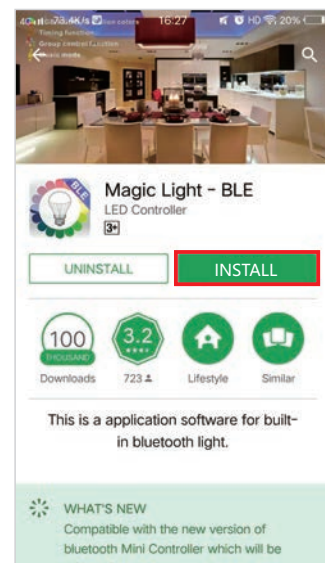 16:27
HD 20%
Timing function
Group control function
Magic Light - BLE
BLE
LED Controller
3+
UNINSTALL
INSTALL
100
THOUSAND
3.2
Downloads
723
Lifestyle
Similar
This is a application software for built-
in bluetooth light.
WHAT'S NEW
Compatible with the new version of
bluetooth Mini Controller which will be